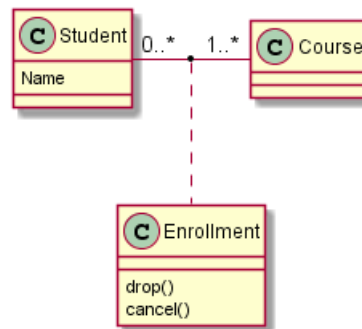 C Student
0..*
1..*
C Course
Name
C Enrollment
drop()
cancel()